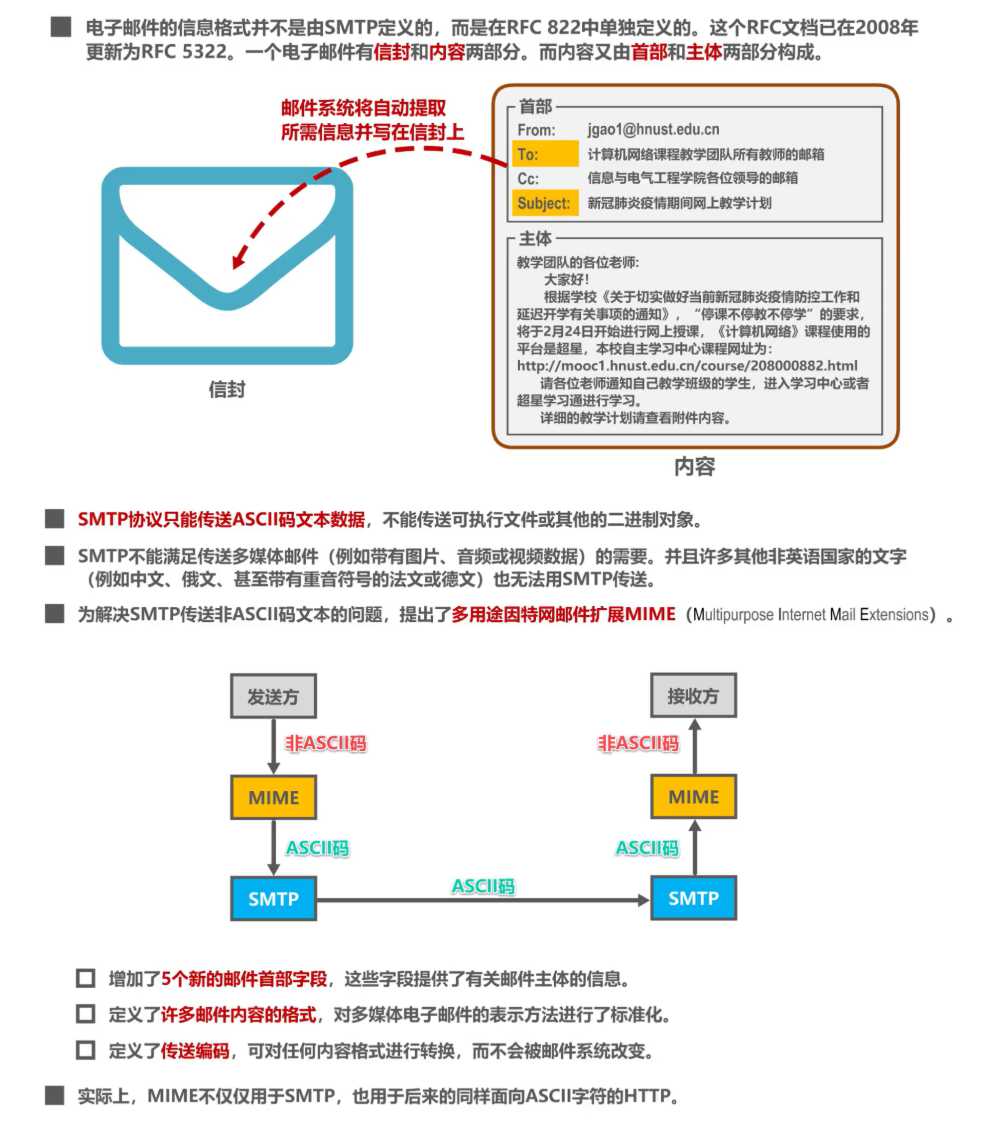 电子邮件的信息格式并不是由SMTP定义的，而是在RFC 822中单独定义的。这个RFC文档已在2008年
更新为RFC 5322。一个电子邮件有信封和内容两部分。而内容又由首部和主体两部分构成。
邮件系统将自动提取
所需信息并写在信封上
信封
首部
From: jgao1@hnust.edu.cn
To: 计算机网络课程教学团队所有教师的邮箱
Cc: 信息与电气工程学院各位领导的邮箱
Subject: 新冠肺炎疫情期间网上教学计划
主体
教学团队的各位老师:
大家好！
根据学校《关于切实做好当前新冠肺炎疫情防控工作和
延迟开学有关事项的通知》，“停课不停教不停学”的要求，
将于2月24日开始进行网上授课，《计算机网络》课程使用的
平台是超星，本校自主学习中心课程网址为：
http://mooc1.hnust.edu.cn/course/208000882.html
请各位老师通知自己教学班级的学生，进入学习中心或者
超星学习通进行学习。
详细的教学计划请查看附件内容。
内容
SMTP协议只能传送ASCII码文本数据，不能传送可执行文件或其他的二进制对象。
SMTP不能满足传送多媒体邮件（例如带有图片、音频或视频数据）的需要。并且许多其他非英语国家的文字
（例如中文、俄文、甚至带有重音符号的法文或德文）也无法用SMTP传送。
为解决SMTP传送非ASCII码文本的问题，提出了多用途因特网邮件扩展MIME（Multipurpose Internet Mail Extensions）。
发送方
接收方
非ASCII码
非ASCII码
MIME
MIME
ASCII码
ASCII码
SMTP
ASCII码
SMTP
增加了5个新的邮件首部字段，这些字段提供了有关邮件主体的信息。
定义了许多邮件内容的格式，对多媒体电子邮件的表示方法进行了标准化。
定义了传送编码，可对任何内容格式进行转换，而不会被邮件系统改变。
实际上，MIME不仅仅用于SMTP，也用于后来的同样面向ASCII字符的HTTP。